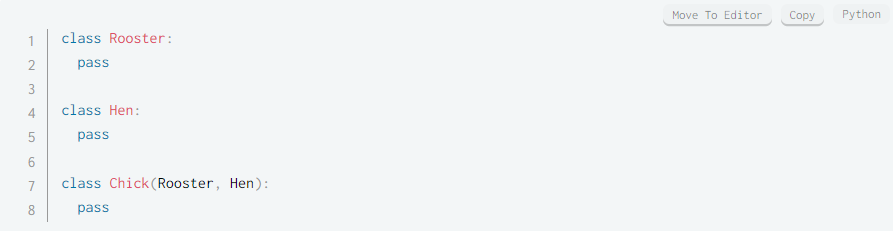 Move To Editor Copy Python
1 class Rooster:
2   pass
3
4 class Hen:
5   pass
6
7 class Chick(Rooster, Hen):
8   pass